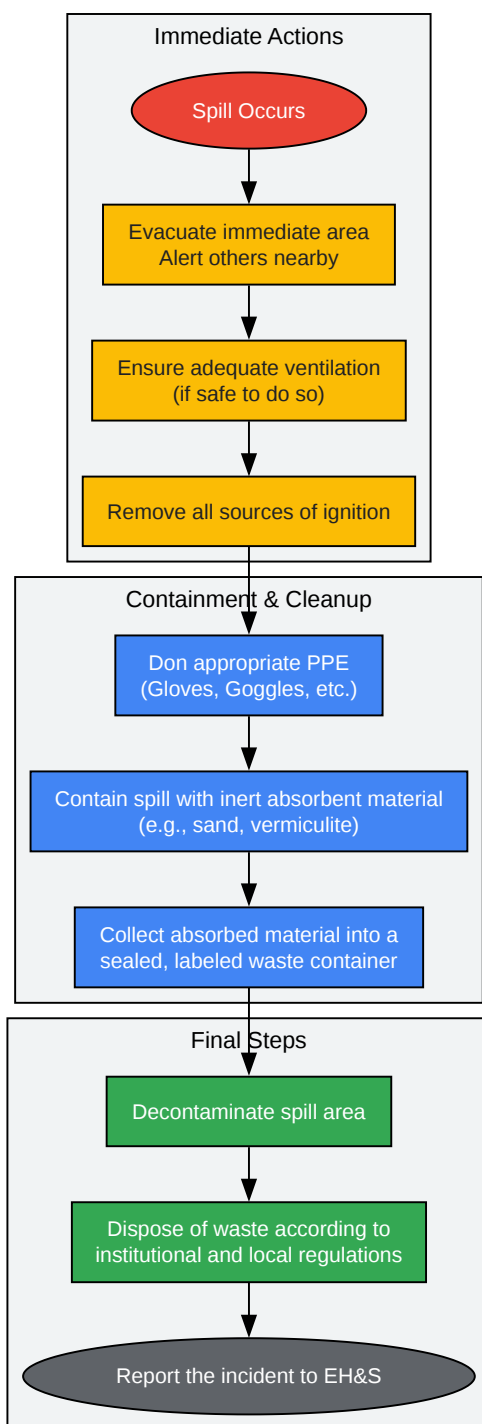 Immediate Actions
Spill Occurs
Evacuate immediate area
Alert others nearby
Ensure adequate ventilation
(if safe to do so)
Remove all sources of ignition
Containment & Cleanup
Don appropriate PPE
(Gloves, Goggles, etc.)
Contain spill with inert absorbent material
(e.g., sand, vermiculite)
Collect absorbed material into a
sealed, labeled waste container
Final Steps
Decontaminate spill area
Dispose of waste according to
institutional and local regulations
Report the incident to EH&S